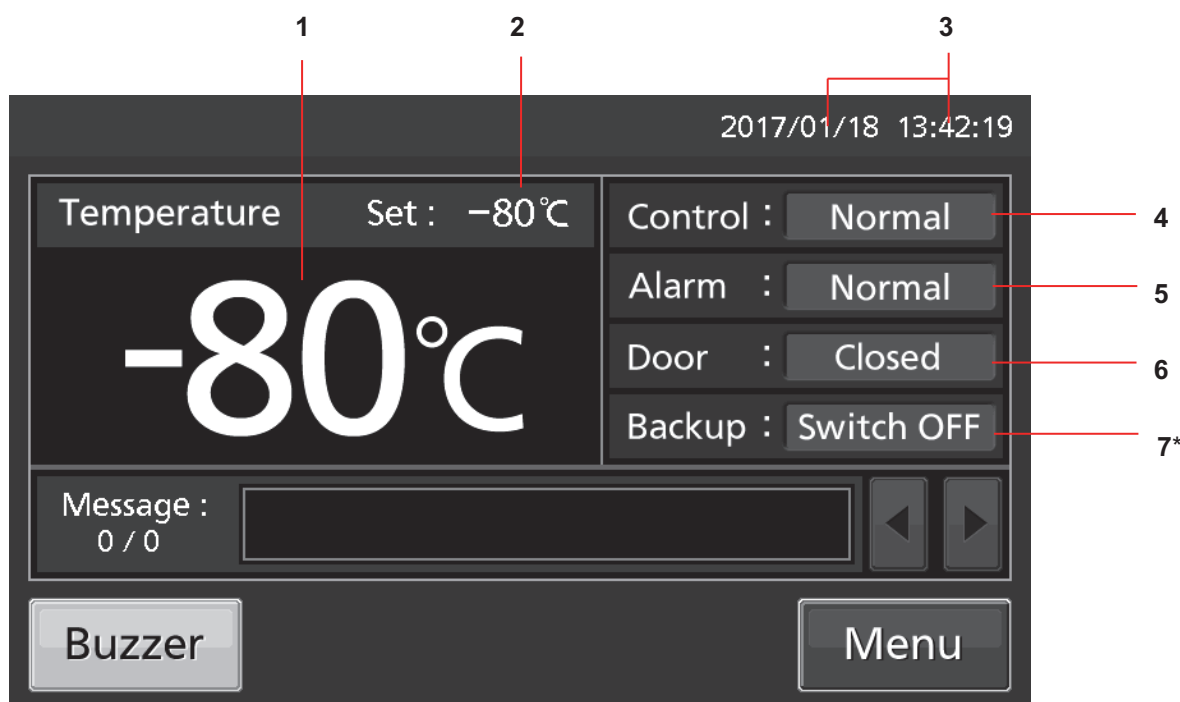 1 2 3
2017/01/18 13:42:19
Temperature Set : -80℃
Control : Normal 4
-80℃
Alarm : Normal 5
Door : Closed 6
Backup : Switch OFF 7*
Message :
0 / 0
Buzzer Menu